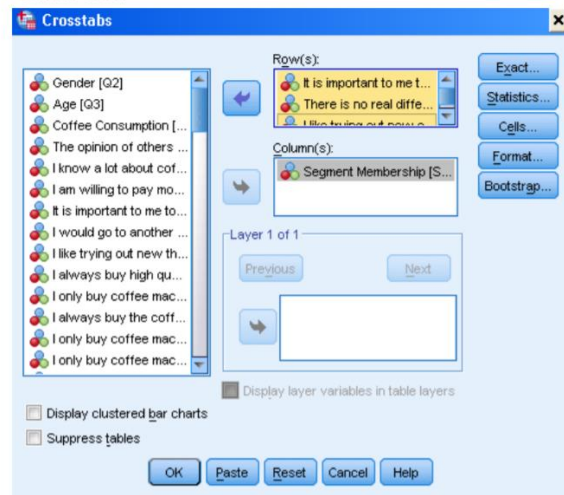 Crosstabs
Gender [Q2]
Age [Q3]
Coffee Consumption [...
The opinion of others ...
I know a lot about cof...
I am willing to pay mo...
It is important to me to...
I would go to another ...
I like trying out new th...
I always buy high qu...
I only buy coffee mac...
I always buy the coff...
I only buy coffee mac...
I only buy coffee mac...
Row(s):
It is important to me t...
There is no real diffe...
I like trying out new
Column(s):
Segment Membership [S...
Layer 1 of 1
Previous Next
Display layer variables in table layers
Exact...
Statistics...
Cells...
Format...
Bootstrap...
Display clustered bar charts
Suppress tables
OK Paste Reset Cancel Help